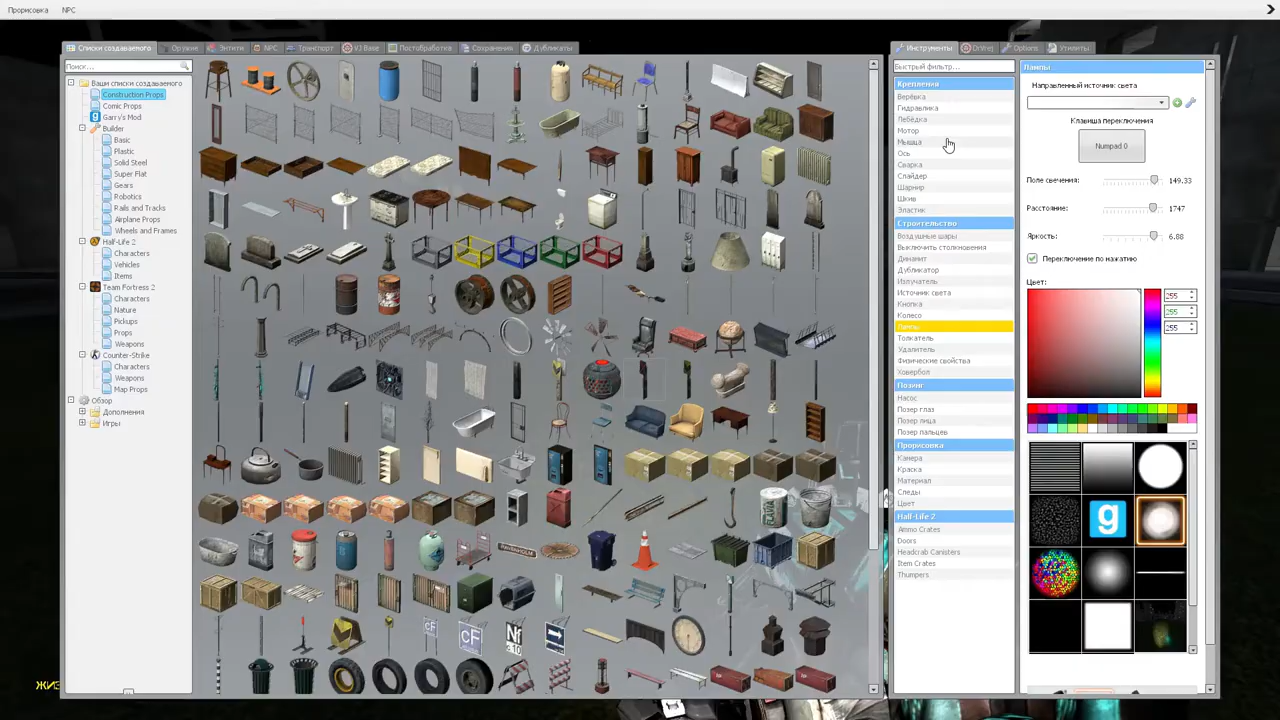 Прорисовка NPC
Списки создаваемого Оружие Энтити NPC Транспорт VJ Base Постобработка Сохранения Дубликаты
Поиск...
Ваши списки создаваемого
Construction Props
Comic Props
Garry's Mod
Builder
Basic
Plastic
Solid Steel
Super Flat
Gears
Robotics
Rails and Tracks
Airplane Props
Wheels and Frames
Half-Life 2
Characters
Vehicles
Items
Team Fortress 2
Characters
Nature
Pickups
Props
Weapons
Counter-Strike
Characters
Weapons
Map Props
Обзор
Дополнения
Игры
Инструменты DrVrej Options Утилиты
Быстрый фильтр...
Крепления
Верёвка
Гидравлика
Лебёдка
Мотор
Мышца
Ось
Сварка
Слайдер
Шарнир
Шкив
Эластик
Строительство
Воздушные шары
Выключить столкновения
Динамит
Дубликатор
Излучатель
Источник света
Кнопка
Колесо
Лампы
Толкатель
Удалитель
Физические свойства
Ховербол
Позинг
Насос
Позер глаз
Позер лица
Позер пальцев
Прорисовка
Камера
Краска
Материал
Следы
Цвет
Half-Life 2
Ammo Crates
Doors
Headcrab Canisters
Item Crates
Thumpers
Лампы
Направленный источник света
Клавиша переключения
Numpad 0
Поле свечения: 149.33
Расстояние: 1747
Яркость: 6.88
Переключение по нажатию
Цвет:
255
255
255
g
cF
cF
ЖИЗ